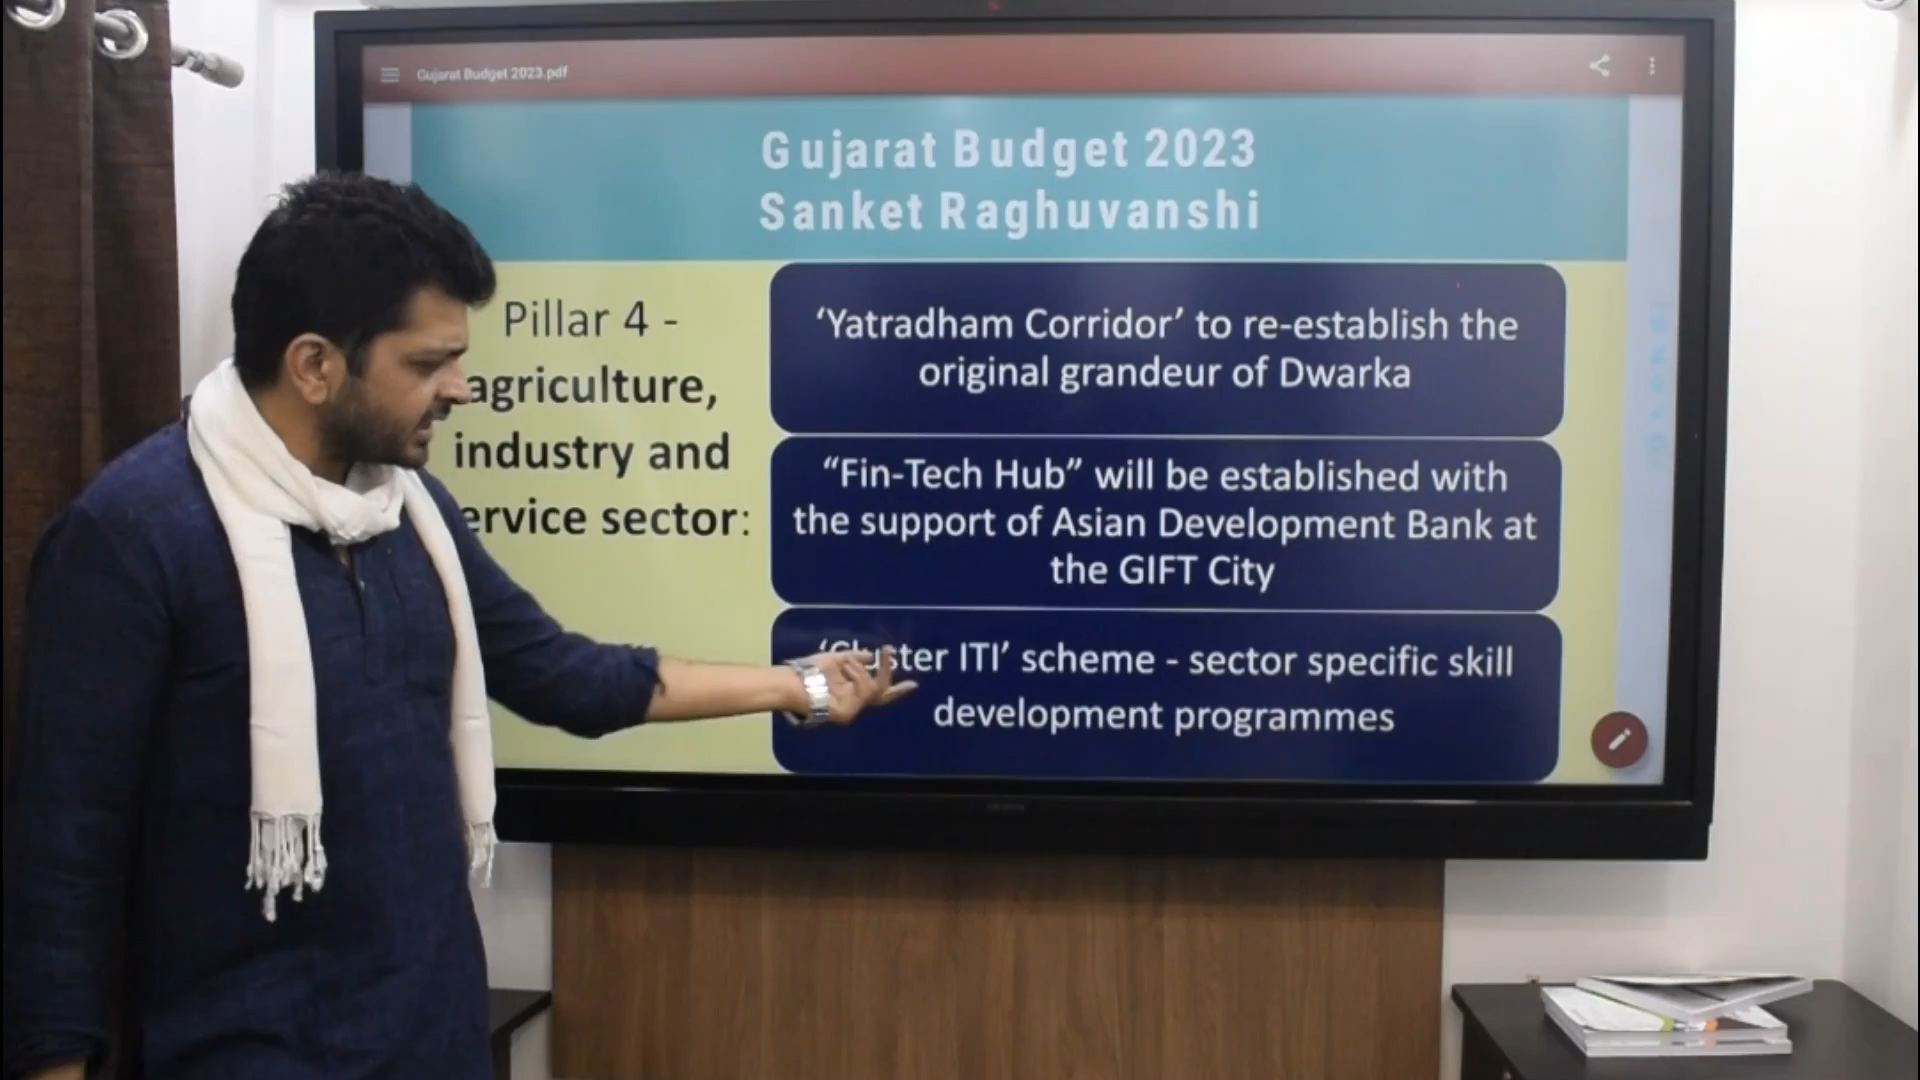 Gujarat Budget 2023.pdf
Gujarat Budget 2023
Sanket Raghuvanshi
Pillar 4 -
agriculture,
industry and
ervice sector:
‘Yatradham Corridor’ to re-establish the
original grandeur of Dwarka
“Fin-Tech Hub” will be established with
the support of Asian Development Bank at
the GIFT City
‘Cluster ITI’ scheme - sector specific skill
development programmes